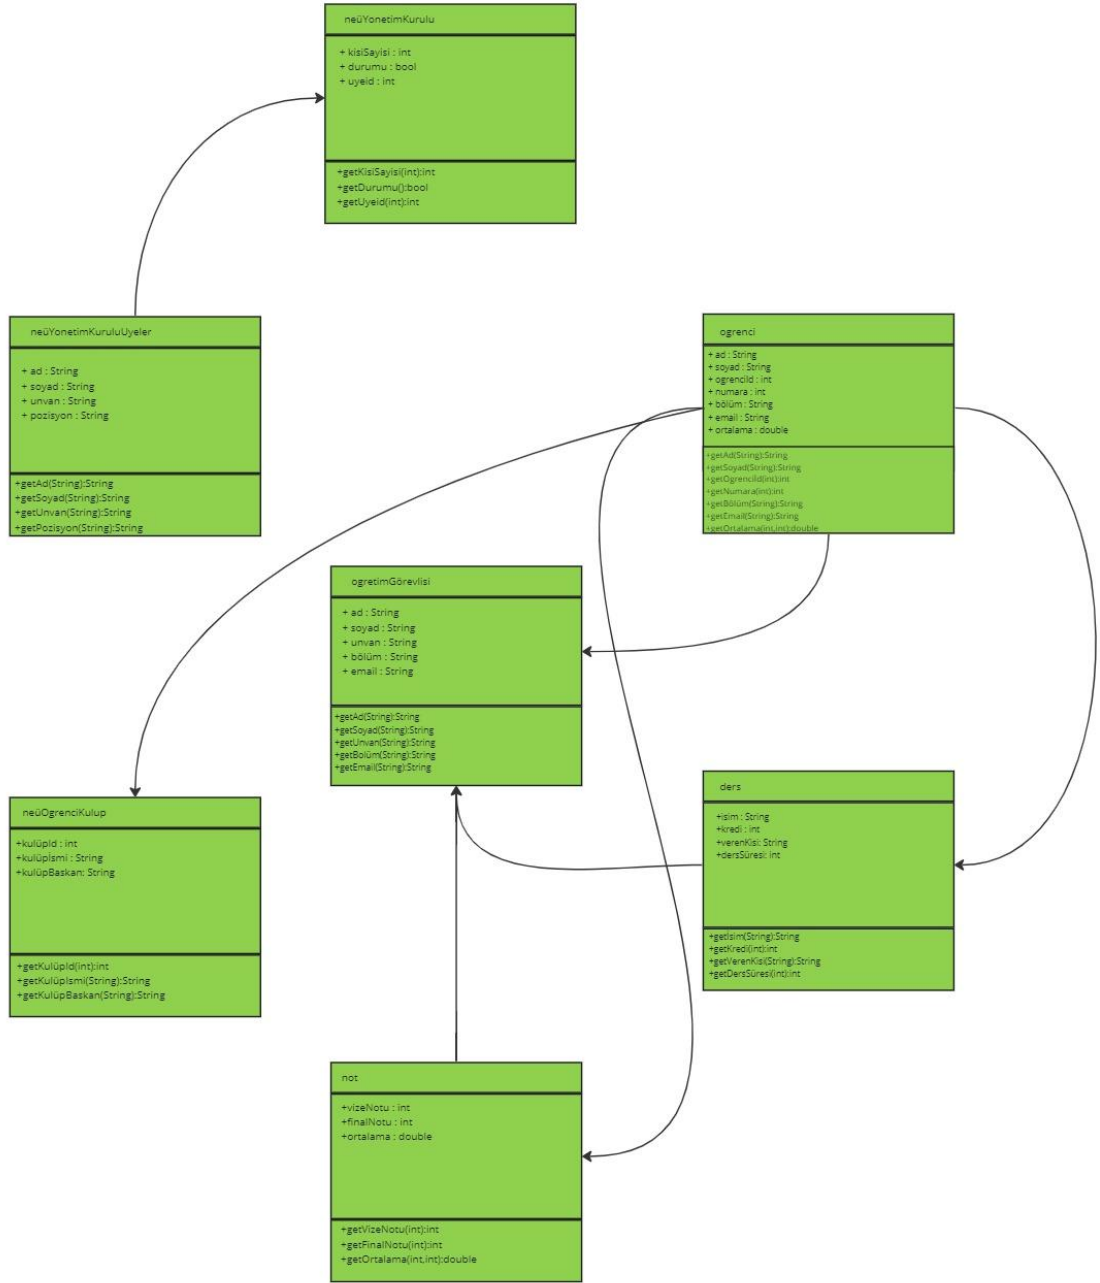 neüYonetimKurulu
+ kisiSayisi : int
+ durumu : bool
+ uyeid : int
+getKisiSayisi(int):int
+getDurumu():bool
+getUyeid(int):int
neüYonetimKuruluUyeler
+ ad : String
+ soyad : String
+ unvan : String
+ pozisyon : String
+getAd(String):String
+getSoyad(String):String
+getUnvan(String):String
+getPozisyon(String):String
ogrenci
+ ad : String
+ soyad : String
+ ogrenciId : int
+ numara : int
+ bölüm : String
+ email : String
+ ortalama : double
+getAd(String):String
+getSoyad(String):String
+getOgrenciId(int):int
+getNumara(int):int
+getBölüm(String):String
+getEmail(String):String
+getOrtalama(int,int):double
ogretimGörevlisi
+ ad : String
+ soyad : String
+ unvan : String
+ bölüm : String
+ email : String
+getAd(String):String
+getSoyad(String):String
+getUnvan(String):String
+getBolüm(String):String
+getEmail(String):String
neüOgrenciKulup
+kulüpId : int
+kulüpİsmi : String
+kulüpBaskan: String
+getKulüpId(int):int
+getKulüpIsmi(String):String
+getKulüpBaskan(String):String
ders
+isim : String
+kredi : int
+verenKisi: String
+dersSüresi: int
+getİsim(String):String
+getKredi(int):int
+getVerenKisi(String):String
+getDersSüresi(int):int
not
+vizeNotu : int
+finalNotu : int
+ortalama : double
+getVizeNotu(int):int
+getFinalNotu(int):int
+getOrtalama(int,int):double